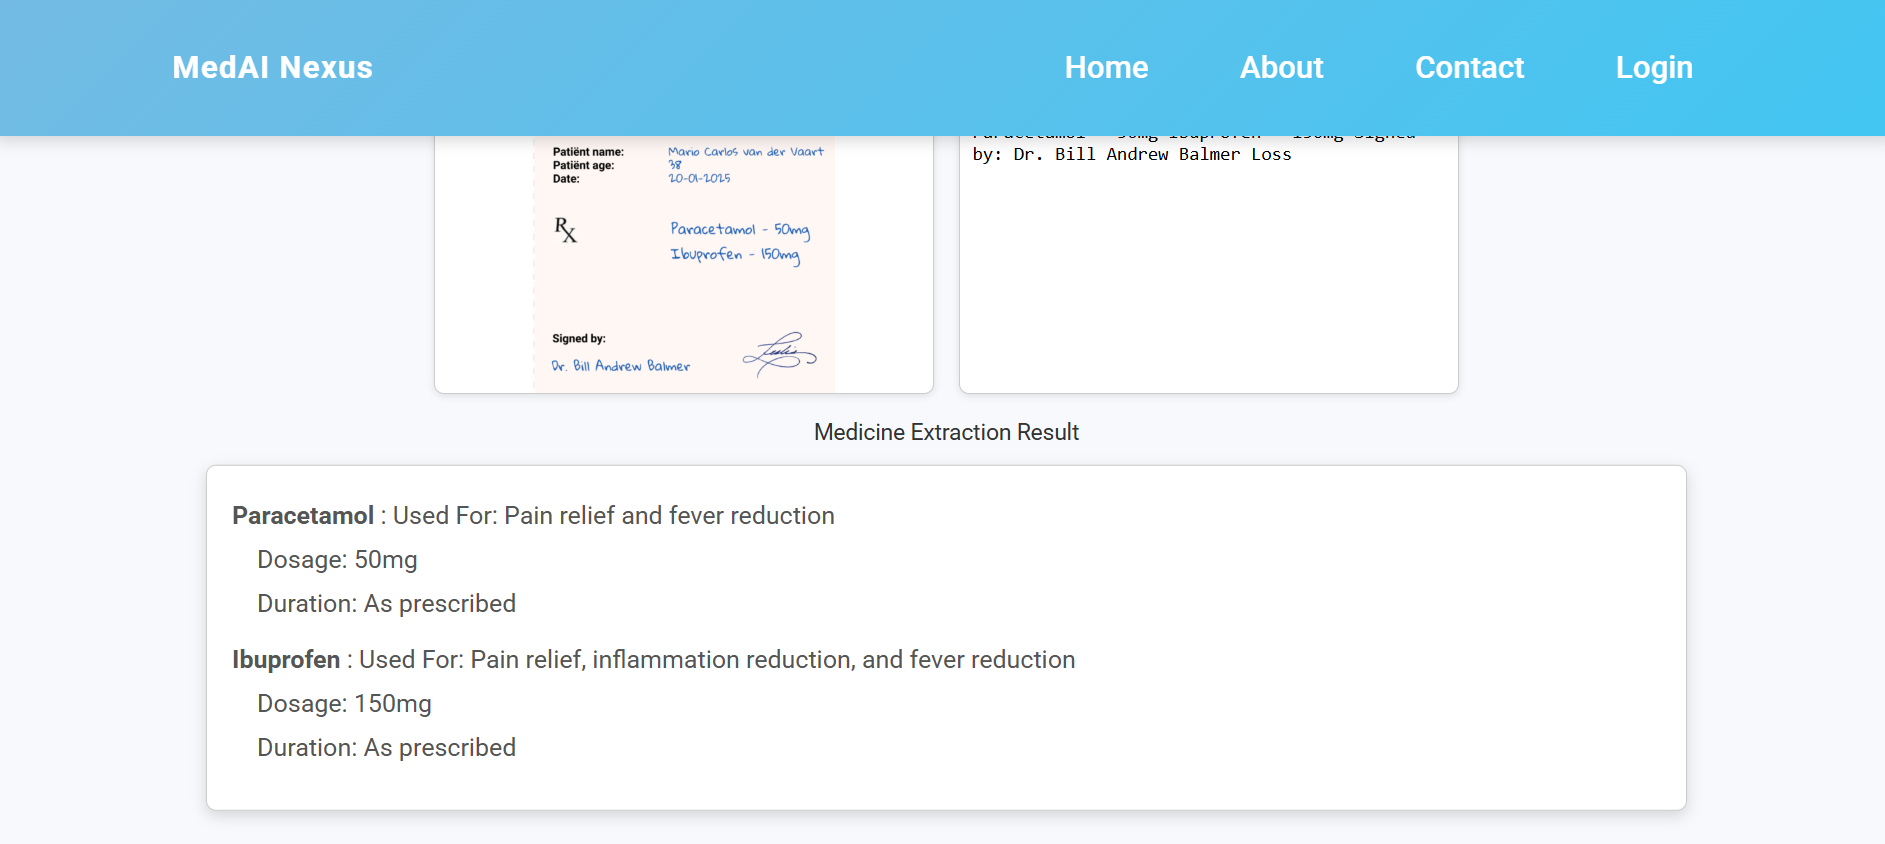 MedAI Nexus Home About Contact Login
Patiënt name: Mario Carlos van der Vaart
Patiënt age: 38
Date: 20-01-2025
Rx Paracetamol - 50mg
Ibuprofen - 150mg
Signed by:
Dr. Bill Andrew Balmer
by: Dr. Bill Andrew Balmer Loss
Medicine Extraction Result
Paracetamol : Used For: Pain relief and fever reduction
Dosage: 50mg
Duration: As prescribed
Ibuprofen : Used For: Pain relief, inflammation reduction, and fever reduction
Dosage: 150mg
Duration: As prescribed